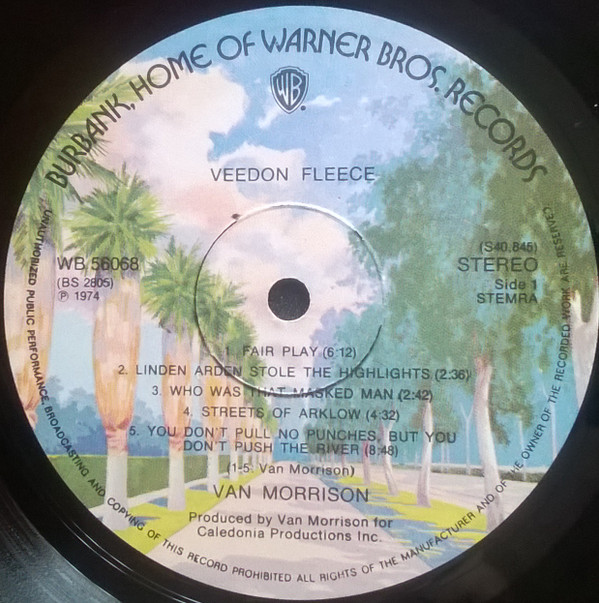 BURBANK, HOME OF WARNER BROS. RECORDS
WB
VEEDON FLEECE
WB 56068
(BS 2805)
℗ 1974
(S40.845)
STEREO
Side 1
STEMRA
1. FAIR PLAY (6:12)
2. LINDEN ARDEN STOLE THE HIGHLIGHTS (2:36)
3. WHO WAS THAT MASKED MAN (2:42)
4. STREETS OF ARKLOW (4:32)
5. YOU DON'T PULL NO PUNCHES, BUT YOU
DON'T PUSH THE RIVER (8:48)
(1-5: Van Morrison)
VAN MORRISON
Produced by Van Morrison for
Caledonia Productions Inc.
UNAUTHORIZED PUBLIC PERFORMANCE, BROADCASTING AND COPYING OF THIS RECORD PROHIBITED ALL RIGHTS OF THE MANUFACTURER AND OF THE OWNER OF THE RECORDED WORK ARE RESERVED